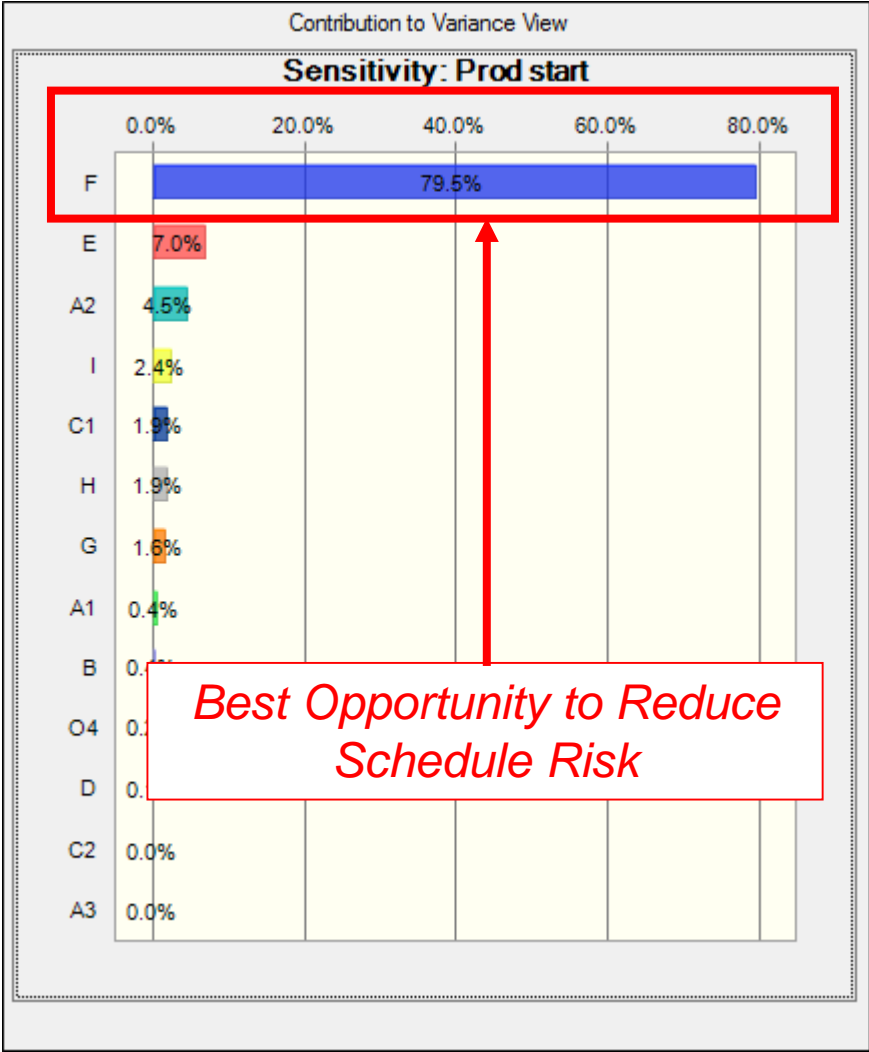 Contribution to Variance View
Sensitivity: Prod start
0.0% 20.0% 40.0% 60.0% 80.0%
F 79.5%
E 7.0%
A2 4.5%
I 2.4%
C1 1.9%
H 1.9%
G 1.6%
A1 0.4%
B
Best Opportunity to Reduce
Schedule Risk
O4
D
C2 0.0%
A3 0.0%